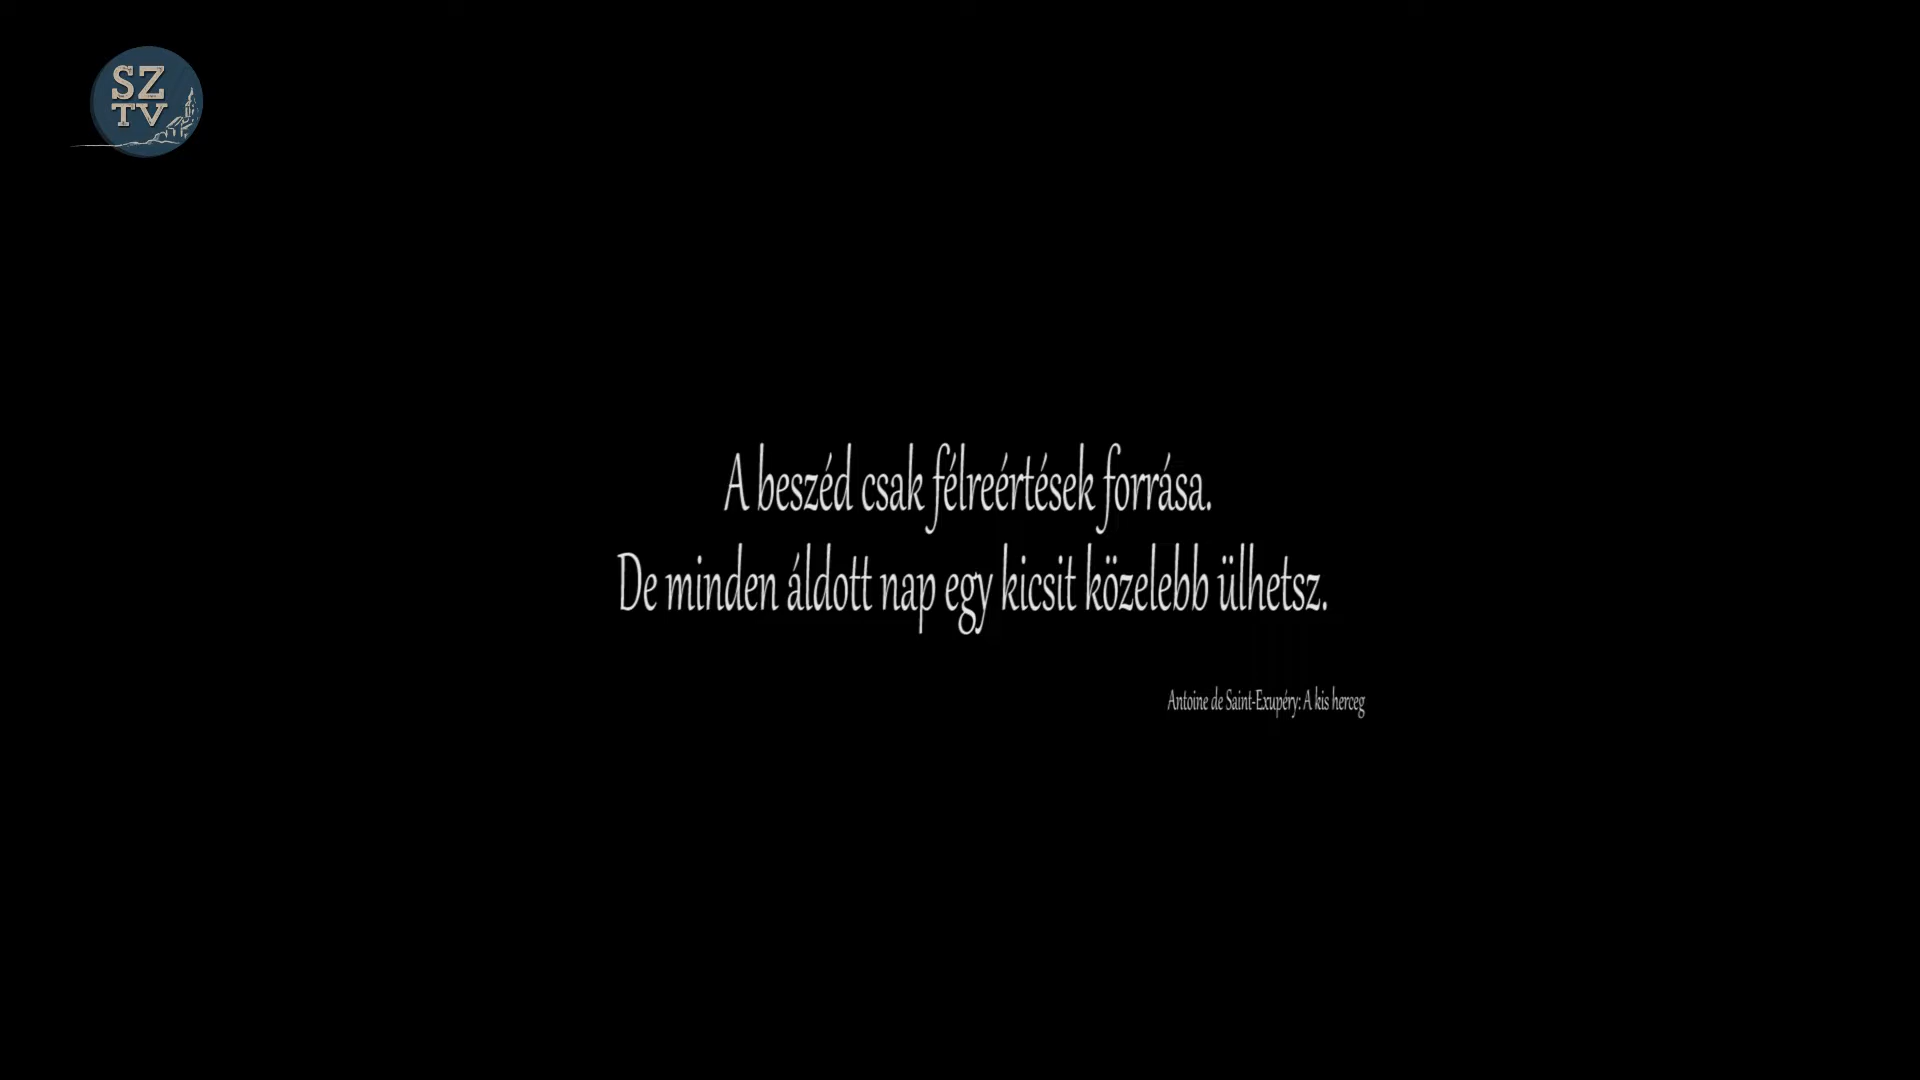 SZ
TV
A beszéd csak félreértések forrása.
De minden áldott nap egy kicsit közelebb ülhetsz.
Antoine de Saint-Exupéry: A kis herceg